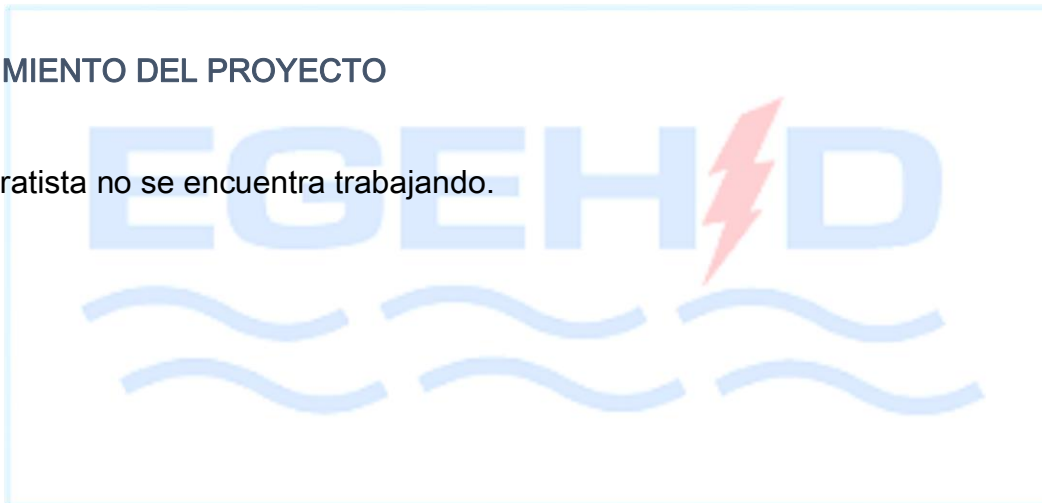 MIENTO DEL PROYECTO
ratista no se encuentra trabajando.
EGEHID